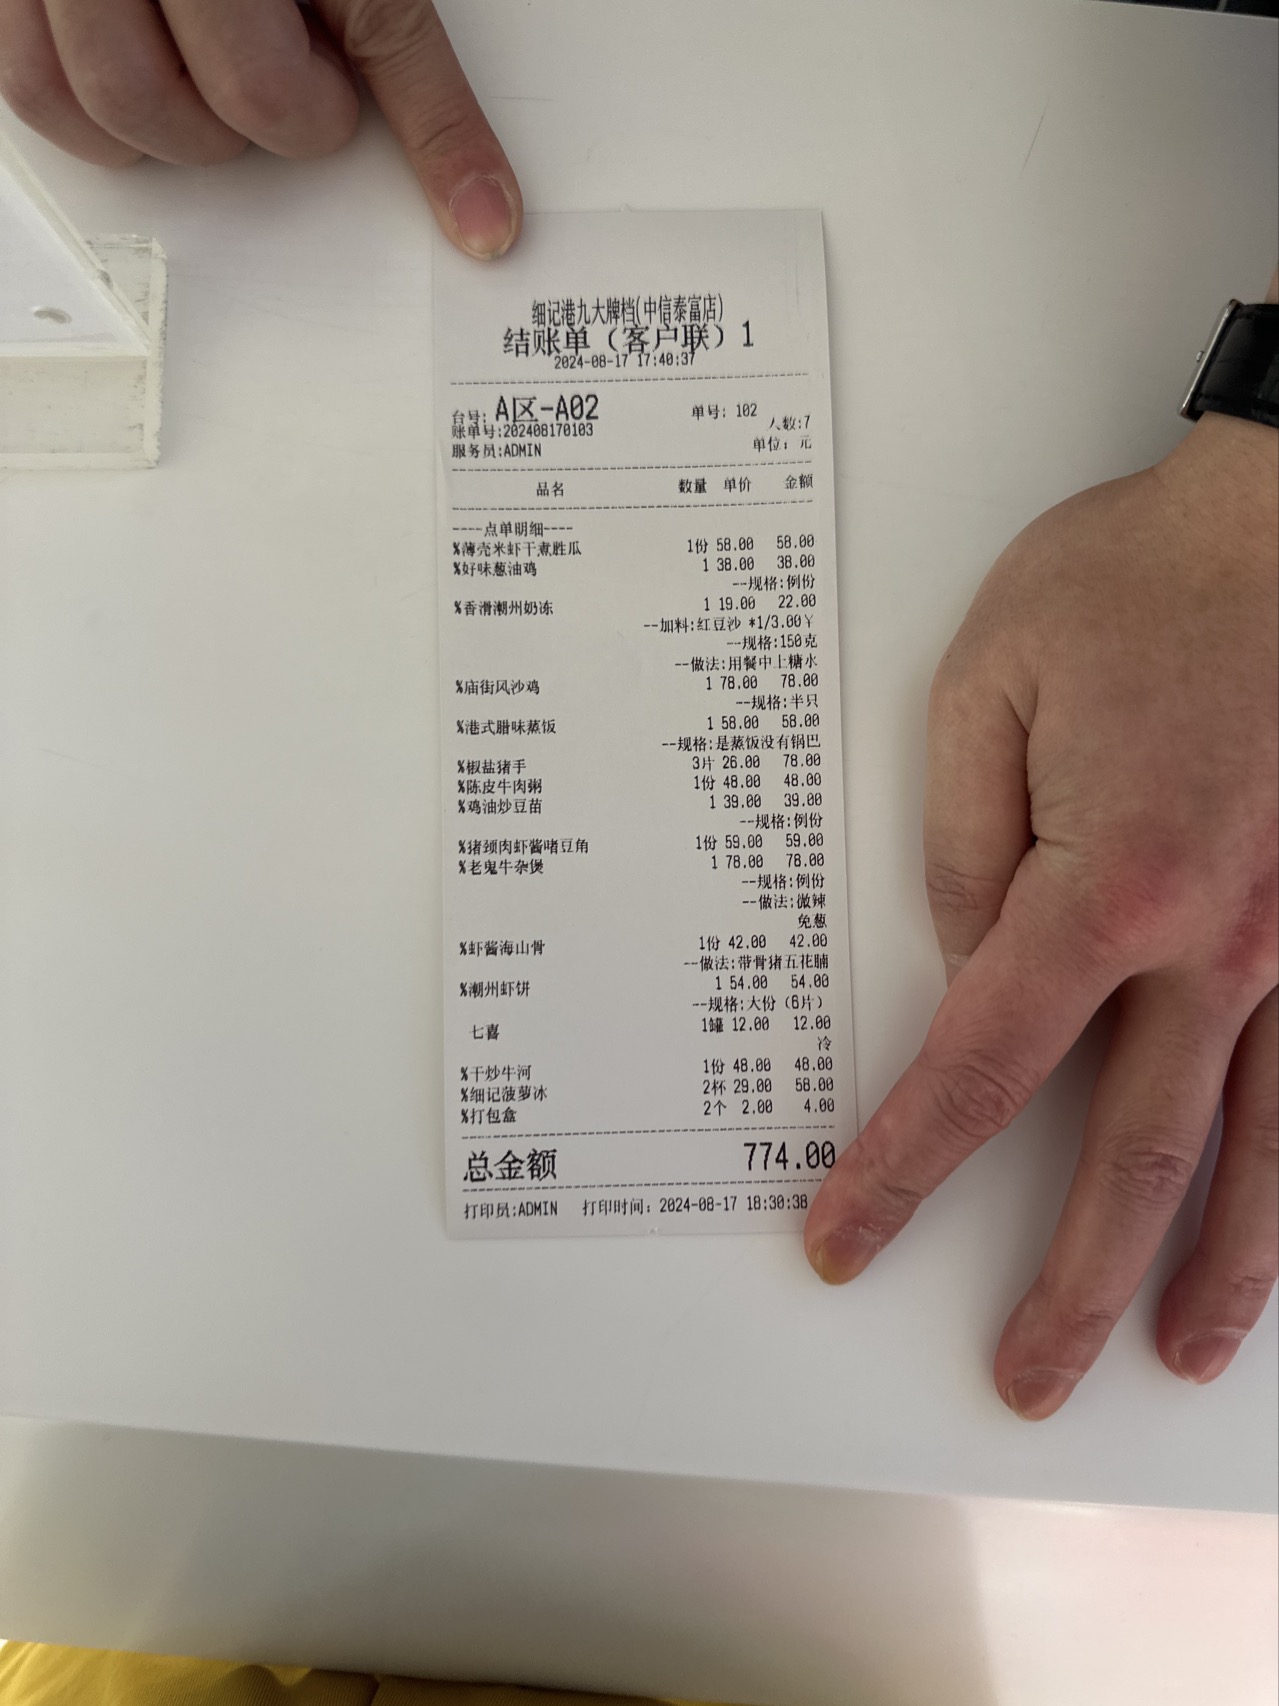 细记港九大牌档(中信泰富店)
结账单（客户联）1
2024-08-17 17:40:37
台号: A区-A02 单号: 102
账单号:202408170103 人数:7
服务员:ADMIN 单位: 元
品名 数量 单价 金额
----点单明细----
%薄壳米虾干煮胜瓜 1份 58.00 58.00
%好味葱油鸡 1 38.00 38.00
--规格:例份
%香滑潮州奶冻 1 19.00 22.00
--加料:红豆沙 *1/3.00￥
--规格:150克
--做法:用餐中上糖水
%庙街风沙鸡 1 78.00 78.00
--规格:半只
%港式腊味蒸饭 1 58.00 58.00
--规格:是蒸饭没有锅巴
%椒盐猪手 3片 26.00 78.00
%陈皮牛肉粥 1份 48.00 48.00
%鸡油炒豆苗 1 39.00 39.00
--规格:例份
%猪颈肉虾酱啫豆角 1份 59.00 59.00
%老鬼牛杂煲 1 78.00 78.00
--规格:例份
--做法:微辣
免葱
%虾酱海山骨 1份 42.00 42.00
--做法:带骨猪五花腩
%潮州虾饼 1 54.00 54.00
--规格:大份（6片）
七喜 1罐 12.00 12.00
冷
%干炒牛河 1份 48.00 48.00
%细记菠萝冰 2杯 29.00 58.00
%打包盒 2个 2.00 4.00
总金额 774.00
打印员:ADMIN 打印时间: 2024-08-17 18:30:38